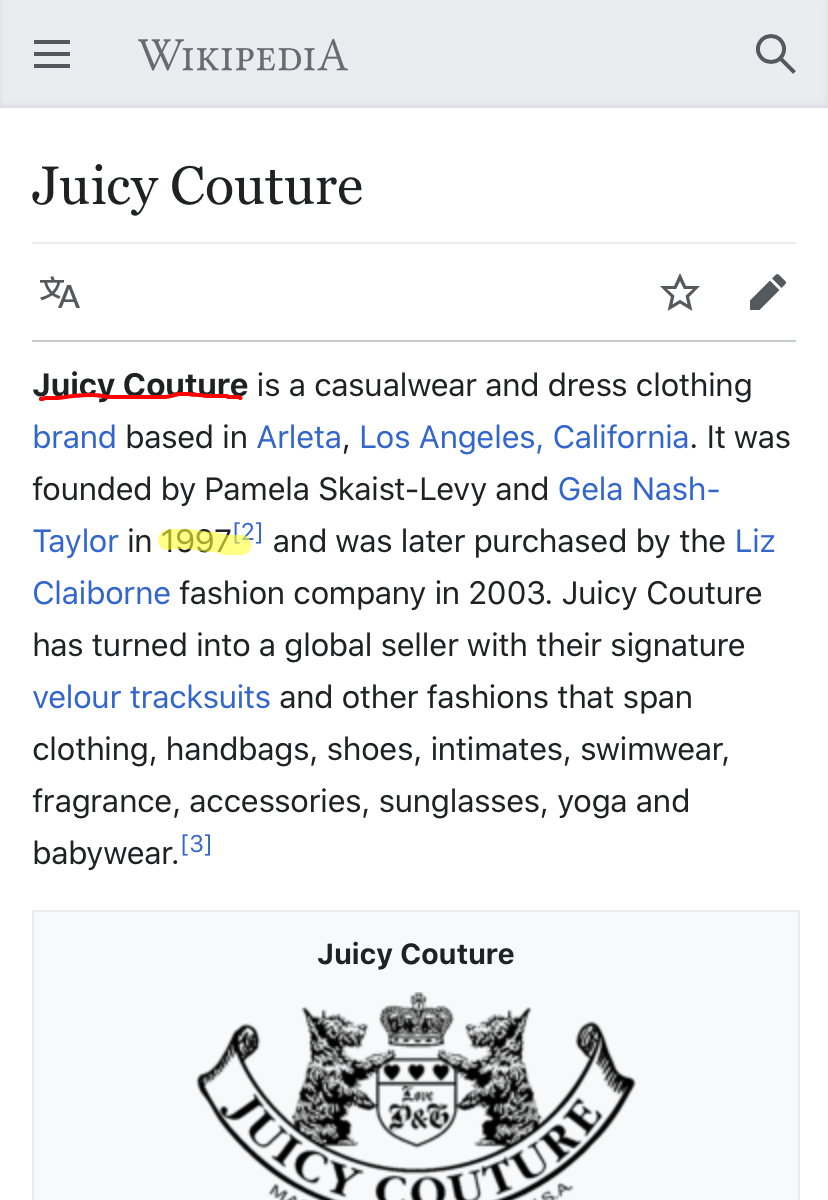 WIKIPEDIA
Juicy Couture
文A
Juicy Couture is a casualwear and dress clothing
brand based in Arleta, Los Angeles, California. It was
founded by Pamela Skaist-Levy and Gela Nash-
Taylor in 1997[2] and was later purchased by the Liz
Claiborne fashion company in 2003. Juicy Couture
has turned into a global seller with their signature
velour tracksuits and other fashions that span
clothing, handbags, shoes, intimates, swimwear,
fragrance, accessories, sunglasses, yoga and
babywear.[3]
Juicy Couture
Love
P&G
JUICY COUTURE